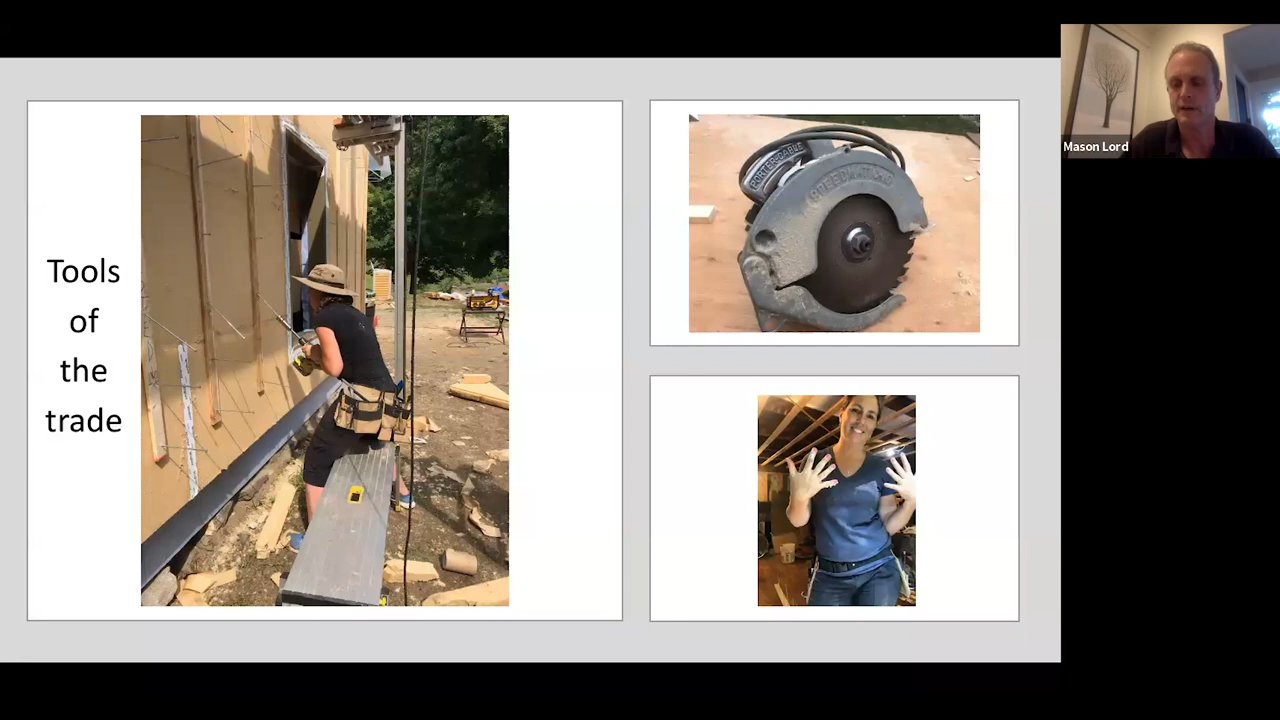 Tools
of
the
trade
PORTER-CABLE
SPEEDMATIC
Mason Lord